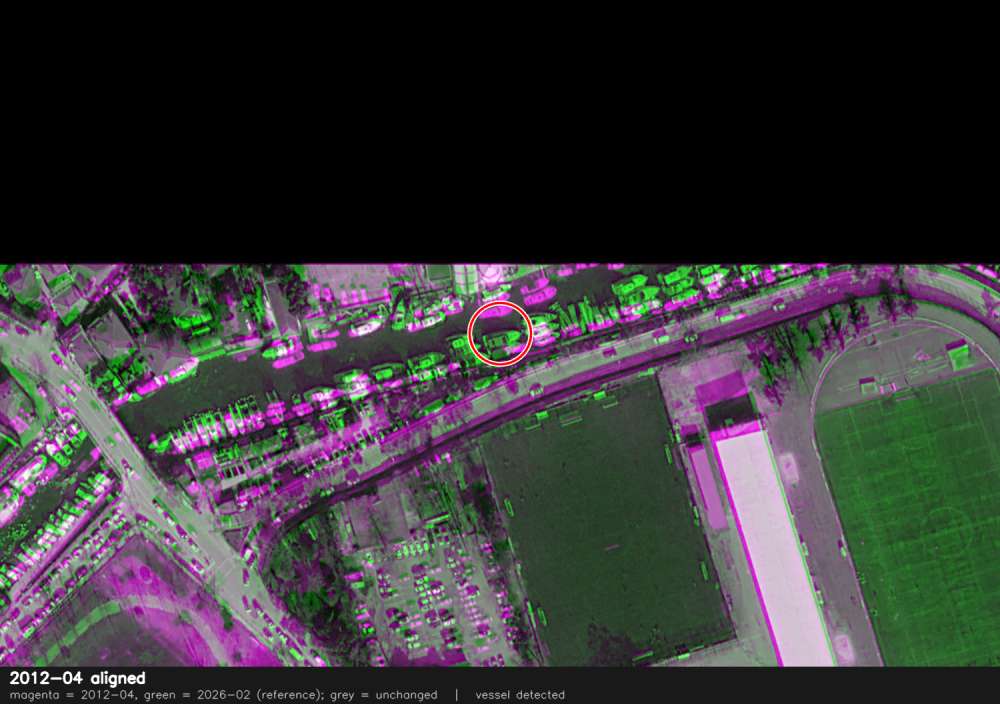 2012-04 aligned
magenta = 2012-04, green = 2026-02 (reference); grey = unchanged | vessel detected